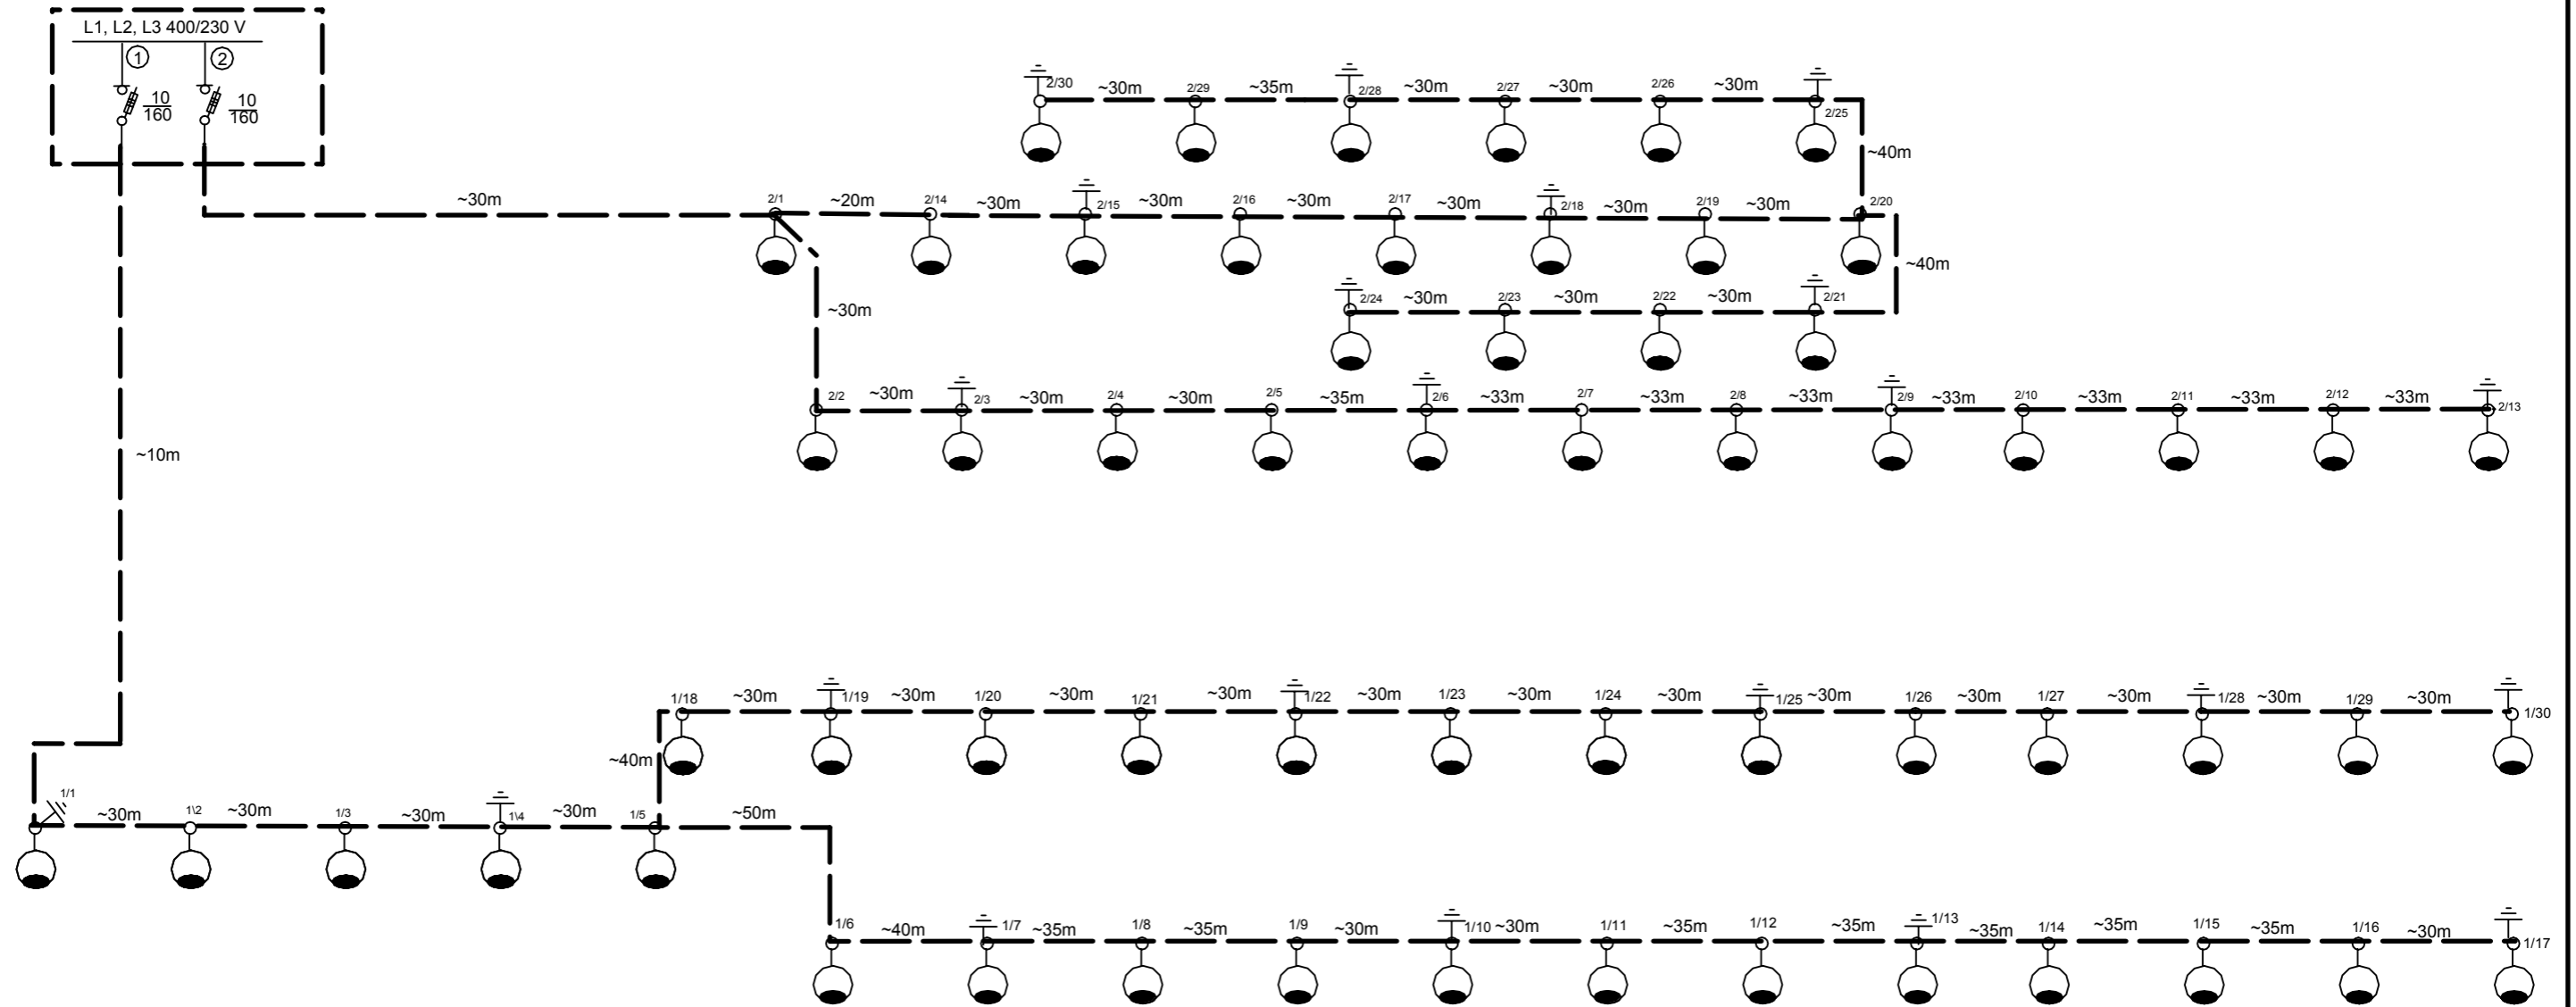 L1, L2, L3 400/230 V
1 2
10
160
10
160
2/30 ~30m 2/29 ~35m 2/28 ~30m 2/27 ~30m 2/26 ~30m 2/25
~40m
~30m 2/1 ~20m 2/14 ~30m 2/15 ~30m 2/16 ~30m 2/17 ~30m 2/18 ~30m 2/19 ~30m 2/20
~40m
2/24 ~30m 2/23 ~30m 2/22 ~30m 2/21
~30m
2/2 ~30m 2/3 ~30m 2/4 ~30m 2/5 ~35m 2/6 ~33m 2/7 ~33m 2/8 ~33m 2/9 ~33m 2/10 ~33m 2/11 ~33m 2/12 ~33m 2/13
~10m
1/18 ~30m 1/19 ~30m 1/20 ~30m 1/21 ~30m 1/22 ~30m 1/23 ~30m 1/24 ~30m 1/25 ~30m 1/26 ~30m 1/27 ~30m 1/28 ~30m 1/29 ~30m 1/30
~40m
1/1 ~30m 1\2 ~30m 1/3 ~30m 1\4 ~30m 1/5 ~50m
1/6 ~40m 1/7 ~35m 1/8 ~35m 1/9 ~30m 1/10 ~30m 1/11 ~35m 1/12 ~35m 1/13 ~35m 1/14 ~35m 1/15 ~35m 1/16 ~30m 1/17